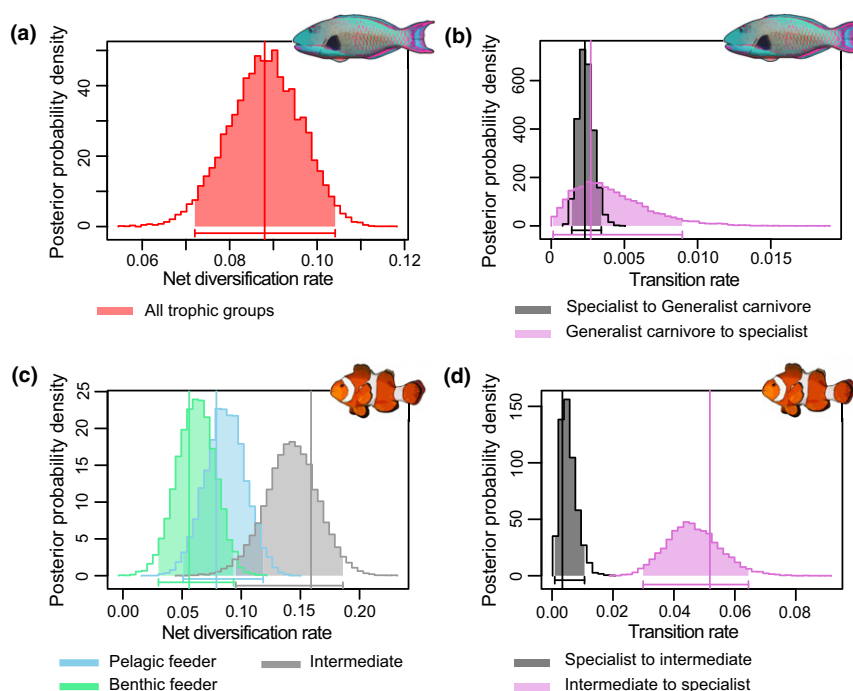 (a)
Posterior probability density
0 20 40
0.06 0.08 0.10 0.12
Net diversification rate
All trophic groups
(b)
Posterior probability density
0 200 400 600
0 0.005 0.010 0.015
Transition rate
Specialist to Generalist carnivore
Generalist carnivore to specialist
(c)
Posterior probability density
0 5 10 15 20 25
0.00 0.05 0.10 0.15 0.20
Net diversification rate
Pelagic feeder
Intermediate
Benthic feeder
(d)
Posterior probability density
0 50 100 150
0.00 0.02 0.04 0.06 0.08
Transition rate
Specialist to intermediate
Intermediate to specialist